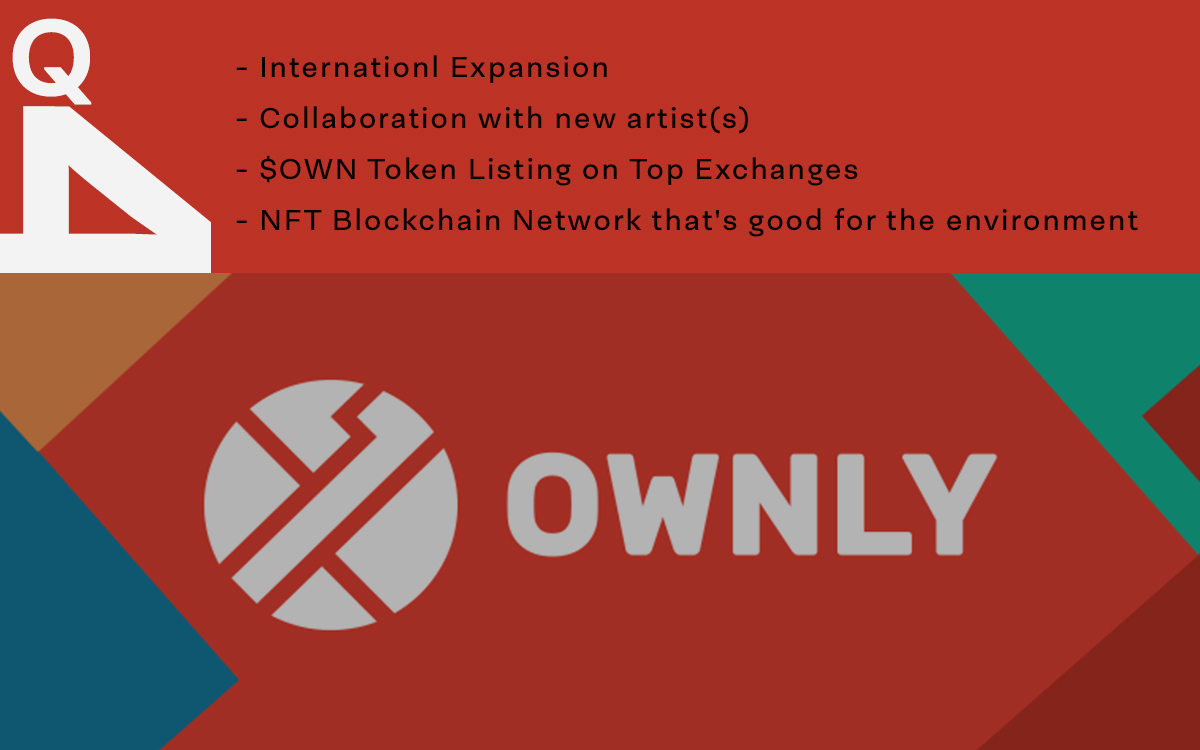 Q
4
- Internationl Expansion
- Collaboration with new artist(s)
- $OWN Token Listing on Top Exchanges
- NFT Blockchain Network that's good for the environment
OWNLY